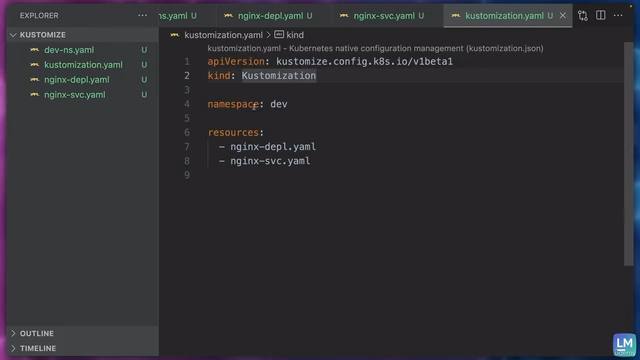 EXPLORER
KUSTOMIZE
dev-ns.yaml U
kustomization.yaml U
nginx-depl.yaml U
nginx-svc.yaml U
OUTLINE
TIMELINE
ns.yaml U
nginx-depl.yaml U
nginx-svc.yaml U
kustomization.yaml U
kustomization.yaml > kind
kustomization.yaml - Kubernetes native configuration management (kustomization.json)
1 apiVersion: kustomize.config.k8s.io/v1beta1
2 kind: Kustomization
3
4 namespace: dev
5
6 resources:
7 - nginx-depl.yaml
8 - nginx-svc.yaml
9
LM